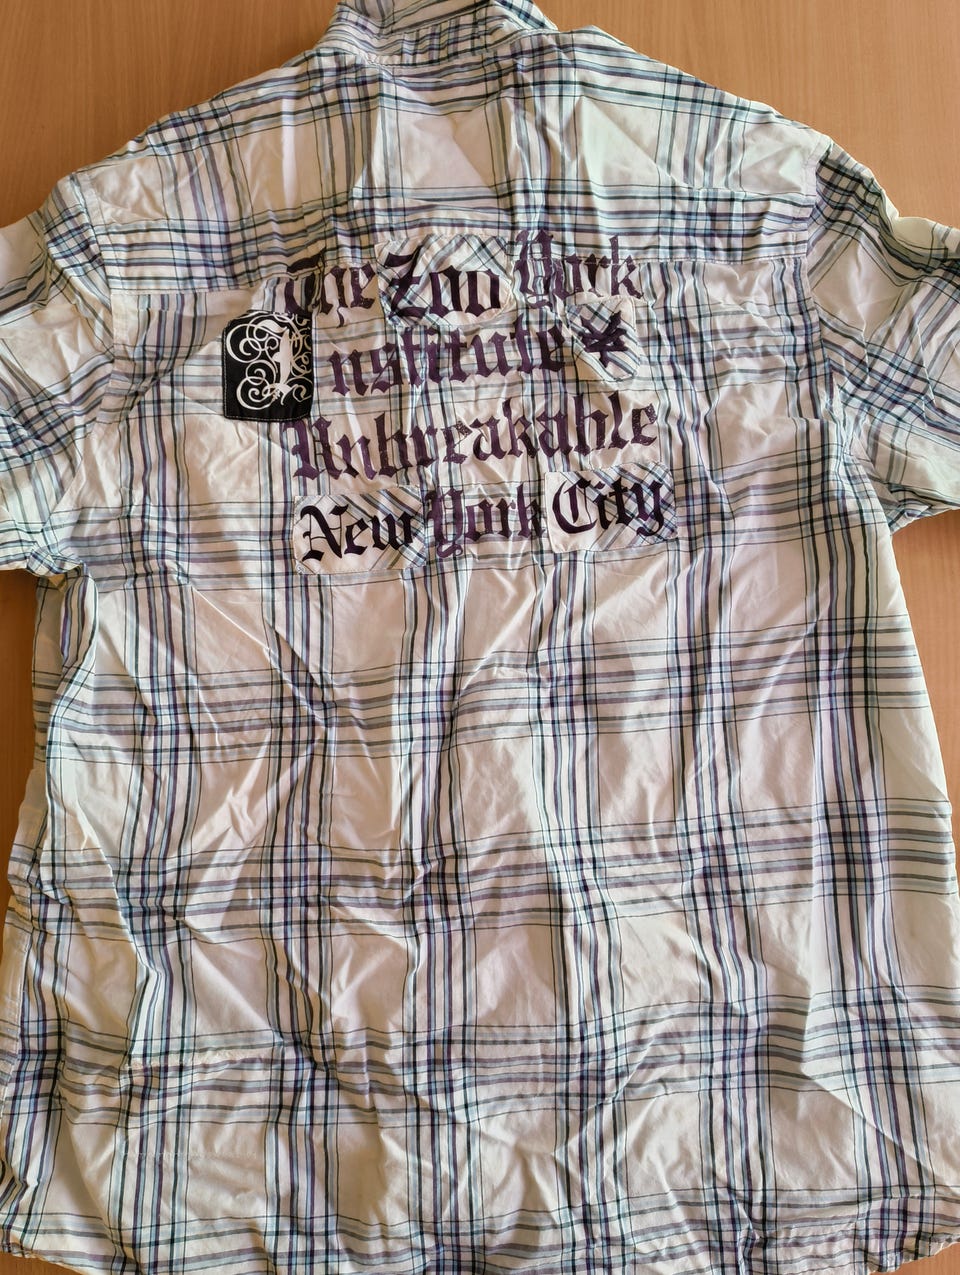 The Zoo York
Institute
Unbreakable
New York City